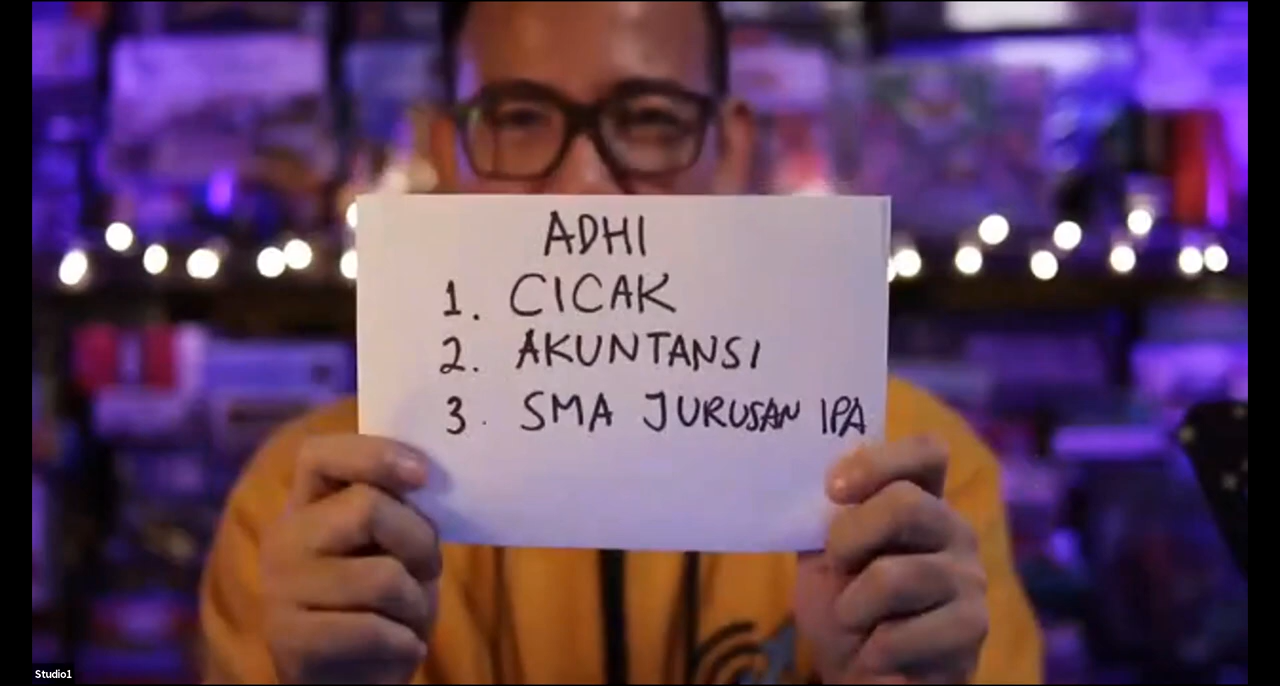 ADHI
1. CICAK
2. AKUNTANSI
3. SMA JURUSAN IPA
Studio1